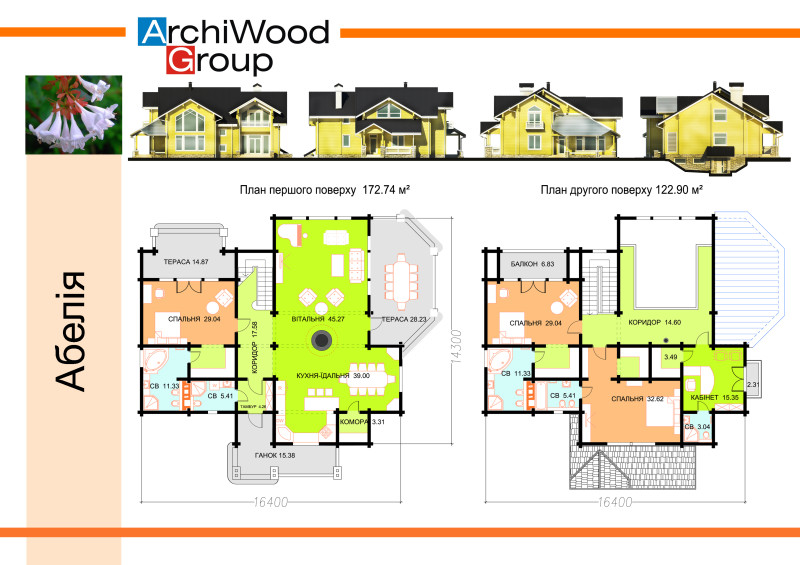 ArchiWood
Group
План першого поверху 172.74 м²
План другого поверху 122.90 м²
Абелія
ТЕРАСА 14.87
СПАЛЬНЯ 29.04
КОРИДОР 17.58
ВІТАЛЬНЯ 45.27
ТЕРАСА 28.23
КУХНЯ-ЇДАЛЬНЯ 39.00
СВ 11.33
СВ 5.41
ТАМБУР 4.26
КОМОРА 3.31
ГАНОК 15.38
16400
14300
БАЛКОН 6.83
СПАЛЬНЯ 29.04
КОРИДОР 14.60
3.49
СВ 11.33
СВ 5.41
СПАЛЬНЯ 32.62
КАБІНЕТ 15.35
2.31
СВ 3.04
16400